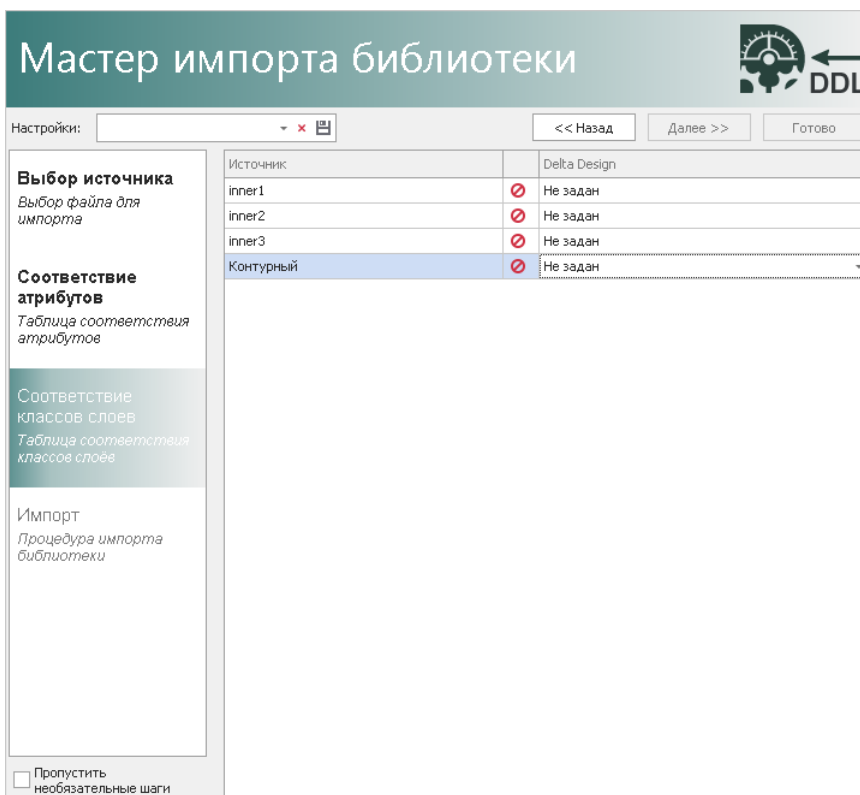 Мастер импорта библиотеки
DDL
Настройки:
<< Назад
Далее >>
Готово
Выбор источника
Выбор файла для
импорта
Соответствие
атрибутов
Таблица соответствия
атрибутов
Соответствие
классов слоев
Таблица соответствия
классов слоёв
Импорт
Процедура импорта
библиотеки
Пропустить
необязательные шаги
Источник Delta Design
inner1 Не задан
inner2 Не задан
inner3 Не задан
Контурный Не задан